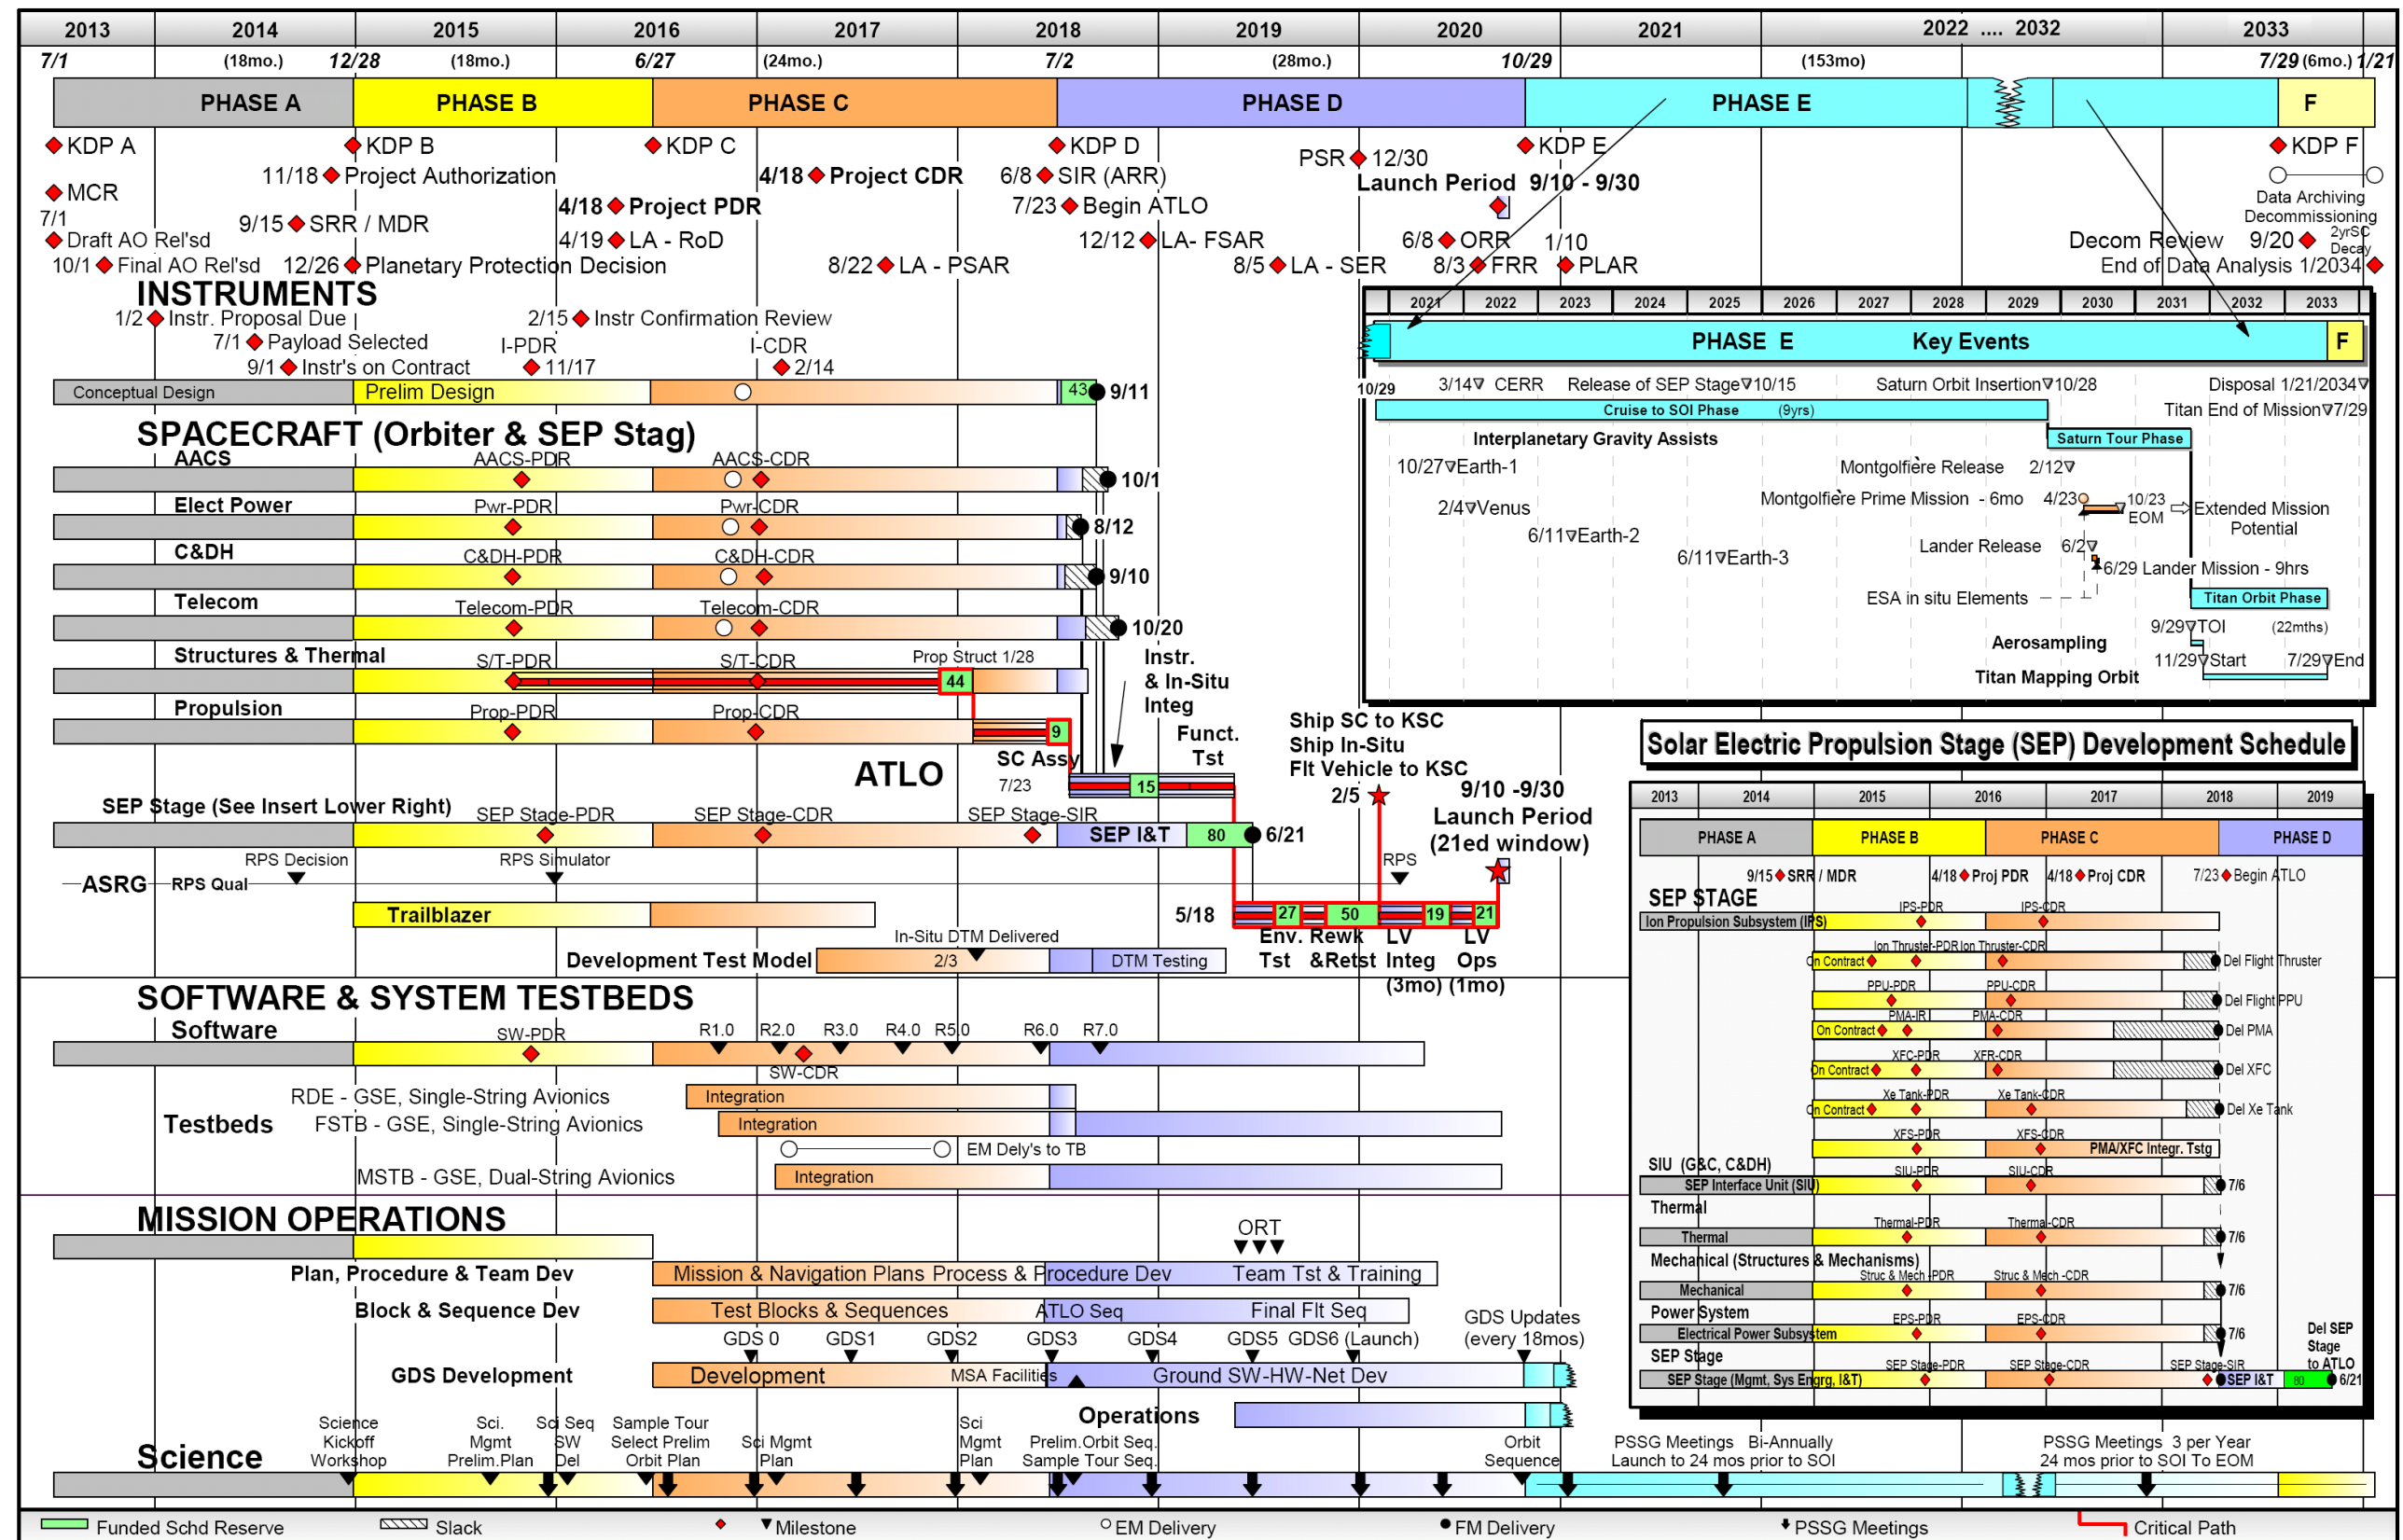 2013 2014 2015 2016 2017 2018 2019 2020 2021 2022 .... 2032 2033
7/1 (18mo.) 12/28 (18mo.) 6/27 (24mo.) 7/2 (28mo.) 10/29 (153mo) 7/29 (6mo.) 1/21
PHASE A PHASE B PHASE C PHASE D PHASE E F
KDP A KDP B KDP C KDP D KDP E KDP F
PSR 12/30
11/18 Project Authorization 4/18 Project CDR 6/8 SIR (ARR)
Launch Period 9/10 - 9/30
MCR
7/1
4/18 Project PDR 7/23 Begin ATLO
Data Archiving
Decommissioning
9/15 SRR / MDR
Draft AO Rel'sd 4/19 LA - RoD 12/12 LA- FSAR 6/8 ORR 1/10 Decom Review 9/20 2yrSC
Decay
10/1 Final AO Rel'sd 12/26 Planetary Protection Decision 8/22 LA - PSAR 8/5 LA - SER 8/3 FRR PLAR End of Data Analysis 1/2034
INSTRUMENTS
1/2 Instr. Proposal Due 2/15 Instr Confirmation Review
7/1 Payload Selected I-PDR I-CDR
9/1 Instr's on Contract 11/17 2/14
Conceptual Design Prelim Design 43 9/11
SPACECRAFT (Orbiter & SEP Stag)
AACS AACS-PDR AACS-CDR
10/1
Elect Power Pwr-PDR Pwr-CDR
8/12
C&DH C&DH-PDR C&DH-CDR
9/10
Telecom Telecom-PDR Telecom-CDR
10/20
Structures & Thermal S/T-PDR S/T-CDR Prop Struct 1/28
44
Instr.
& In-Situ
Integ
Propulsion Prop-PDR Prop-CDR
9
Funct.
Tst
SC Assy
ATLO 7/23 15
Ship SC to KSC
Ship In-Situ
Flt Vehicle to KSC
2/5
9/10 -9/30
Launch Period
(21ed window)
SEP Stage (See Insert Lower Right) SEP Stage-PDR SEP Stage-CDR SEP Stage-SIR
SEP I&T 80 6/21
RPS Decision RPS Simulator RPS
ASRG RPS Qual
Trailblazer
5/18 27 50 19 21
Env. Rewk LV LV
Tst &Retst Integ Ops
(3mo) (1mo)
In-Situ DTM Delivered
Development Test Model 2/3 DTM Testing
SOFTWARE & SYSTEM TESTBEDS
Software SW-PDR R1.0 R2.0 R3.0 R4.0 R5.0 R6.0 R7.0
SW-CDR
RDE - GSE, Single-String Avionics Integration
Testbeds FSTB - GSE, Single-String Avionics Integration
EM Dely's to TB
MSTB - GSE, Dual-String Avionics Integration
MISSION OPERATIONS
ORT
Plan, Procedure & Team Dev Mission & Navigation Plans Process & Procedure Dev Team Tst & Training
Block & Sequence Dev Test Blocks & Sequences ATLO Seq Final Flt Seq
GDS 0 GDS1 GDS2 GDS3 GDS4 GDS5 GDS6 (Launch) GDS Updates
(every 18mos)
GDS Development Development MSA Facilities Ground SW-HW-Net Dev
Operations
Science
Science
Kickoff
Workshop
Sci.
Mgmt
Prelim.Plan
Sci Seq
SW
Del
Sample Tour
Select Prelim
Orbit Plan
Sci Mgmt
Plan
Sci
Mgmt
Plan
Prelim.Orbit Seq.
Sample Tour Seq.
Orbit
Sequence
PSSG Meetings Bi-Annually
Launch to 24 mos prior to SOI
PSSG Meetings 3 per Year
24 mos prior to SOI To EOM
Funded Schd Reserve Slack Milestone EM Delivery FM Delivery PSSG Meetings Critical Path
2021 2022 2023 2024 2025 2026 2027 2028 2029 2030 2031 2032 2033
PHASE E Key Events F
10/29 3/14 CERR Release of SEP Stage 10/15 Saturn Orbit Insertion 10/28 Disposal 1/21/2034
Cruise to SOI Phase (9yrs) Titan End of Mission 7/29
Interplanetary Gravity Assists Saturn Tour Phase
10/27 Earth-1 Montgolfière Release 2/12
2/4 Venus Montgolfière Prime Mission - 6mo 4/23 10/23
EOM
Extended Mission
Potential
6/11 Earth-2 Lander Release 6/2
6/11 Earth-3 6/29 Lander Mission - 9hrs
ESA in situ Elements Titan Orbit Phase
9/29 TOI (22mths)
Aerosampling
11/29 Start 7/29 End
Titan Mapping Orbit
Solar Electric Propulsion Stage (SEP) Development Schedule
2013 2014 2015 2016 2017 2018 2019
PHASE A PHASE B PHASE C PHASE D
9/15 SRR / MDR 4/18 Proj PDR 4/18 Proj CDR 7/23 Begin ATLO
SEP STAGE
IPS-PDR IPS-CDR
Ion Propulsion Subsystem (IPS)
Ion Thruster-PDR Ion Thruster-CDR
On Contract Del Flight Thruster
PPU-PDR PPU-CDR
Del Flight PPU
PMA-IR PMA-CDR
On Contract Del PMA
XFC-PDR XFR-CDR
On Contract Del XFC
Xe Tank-PDR Xe Tank-CDR
On Contract Del Xe Tank
XFS-PDR XFS-CDR
PMA/XFC Integr. Tstg
SIU (G&C, C&DH) SIU-PDR SIU-CDR
SEP Interface Unit (SIU) 7/6
Thermal
Thermal-PDR Thermal-CDR
Thermal 7/6
Mechanical (Structures & Mechanisms)
Struc & Mech -PDR Struc & Mech -CDR
Mechanical 7/6
Power System
EPS-PDR EPS-CDR
Electrical Power Subsystem 7/6
Del SEP
Stage
to ATLO
SEP Stage
SEP Stage-PDR SEP Stage-CDR SEP Stage-SIR
SEP Stage (Mgmt, Sys Engrg, I&T) SEP I&T 80 6/21